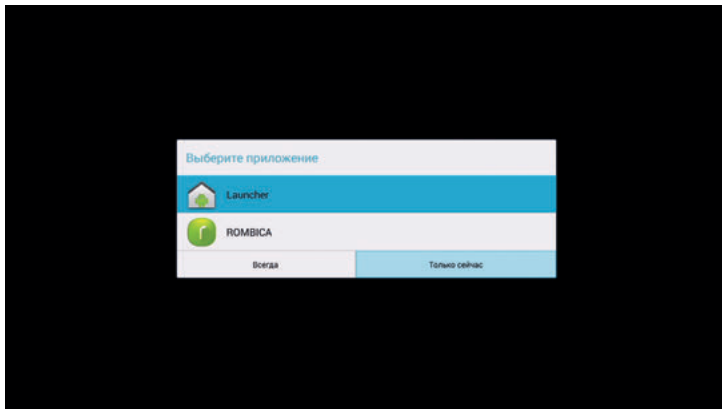 Выберите приложение
Launcher
ROMBICA
Всегда
Только сейчас